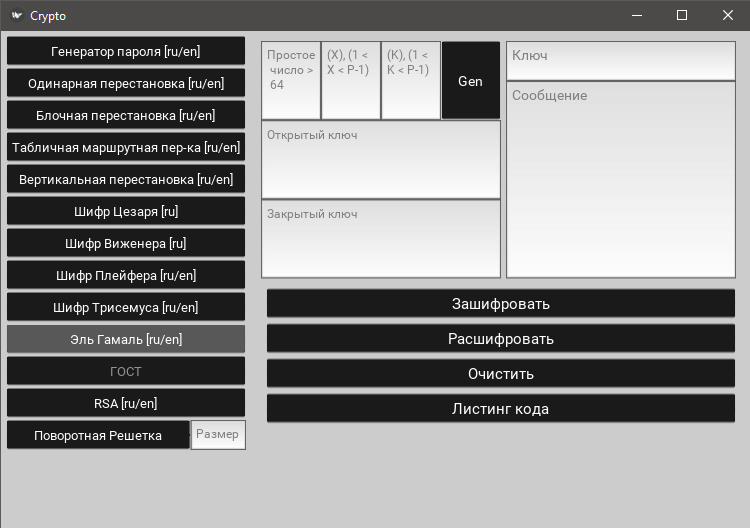 Crypto
Генератор пароля [ru/en]
Одинарная перестановка [ru/en]
Блочная перестановка [ru/en]
Табличная маршрутная пер-ка [ru/en]
Вертикальная перестановка [ru/en]
Шифр Цезаря [ru]
Шифр Виженера [ru]
Шифр Плейфера [ru/en]
Шифр Трисемуса [ru/en]
Эль Гамаль [ru/en]
ГОСТ
RSA [ru/en]
Поворотная Решетка
Размер
Простое
число >
64
(X), (1 <
X < P-1)
(K), (1 <
K < P-1)
Gen
Открытый ключ
Закрытый ключ
Ключ
Сообщение
Зашифровать
Расшифровать
Очистить
Листинг кода